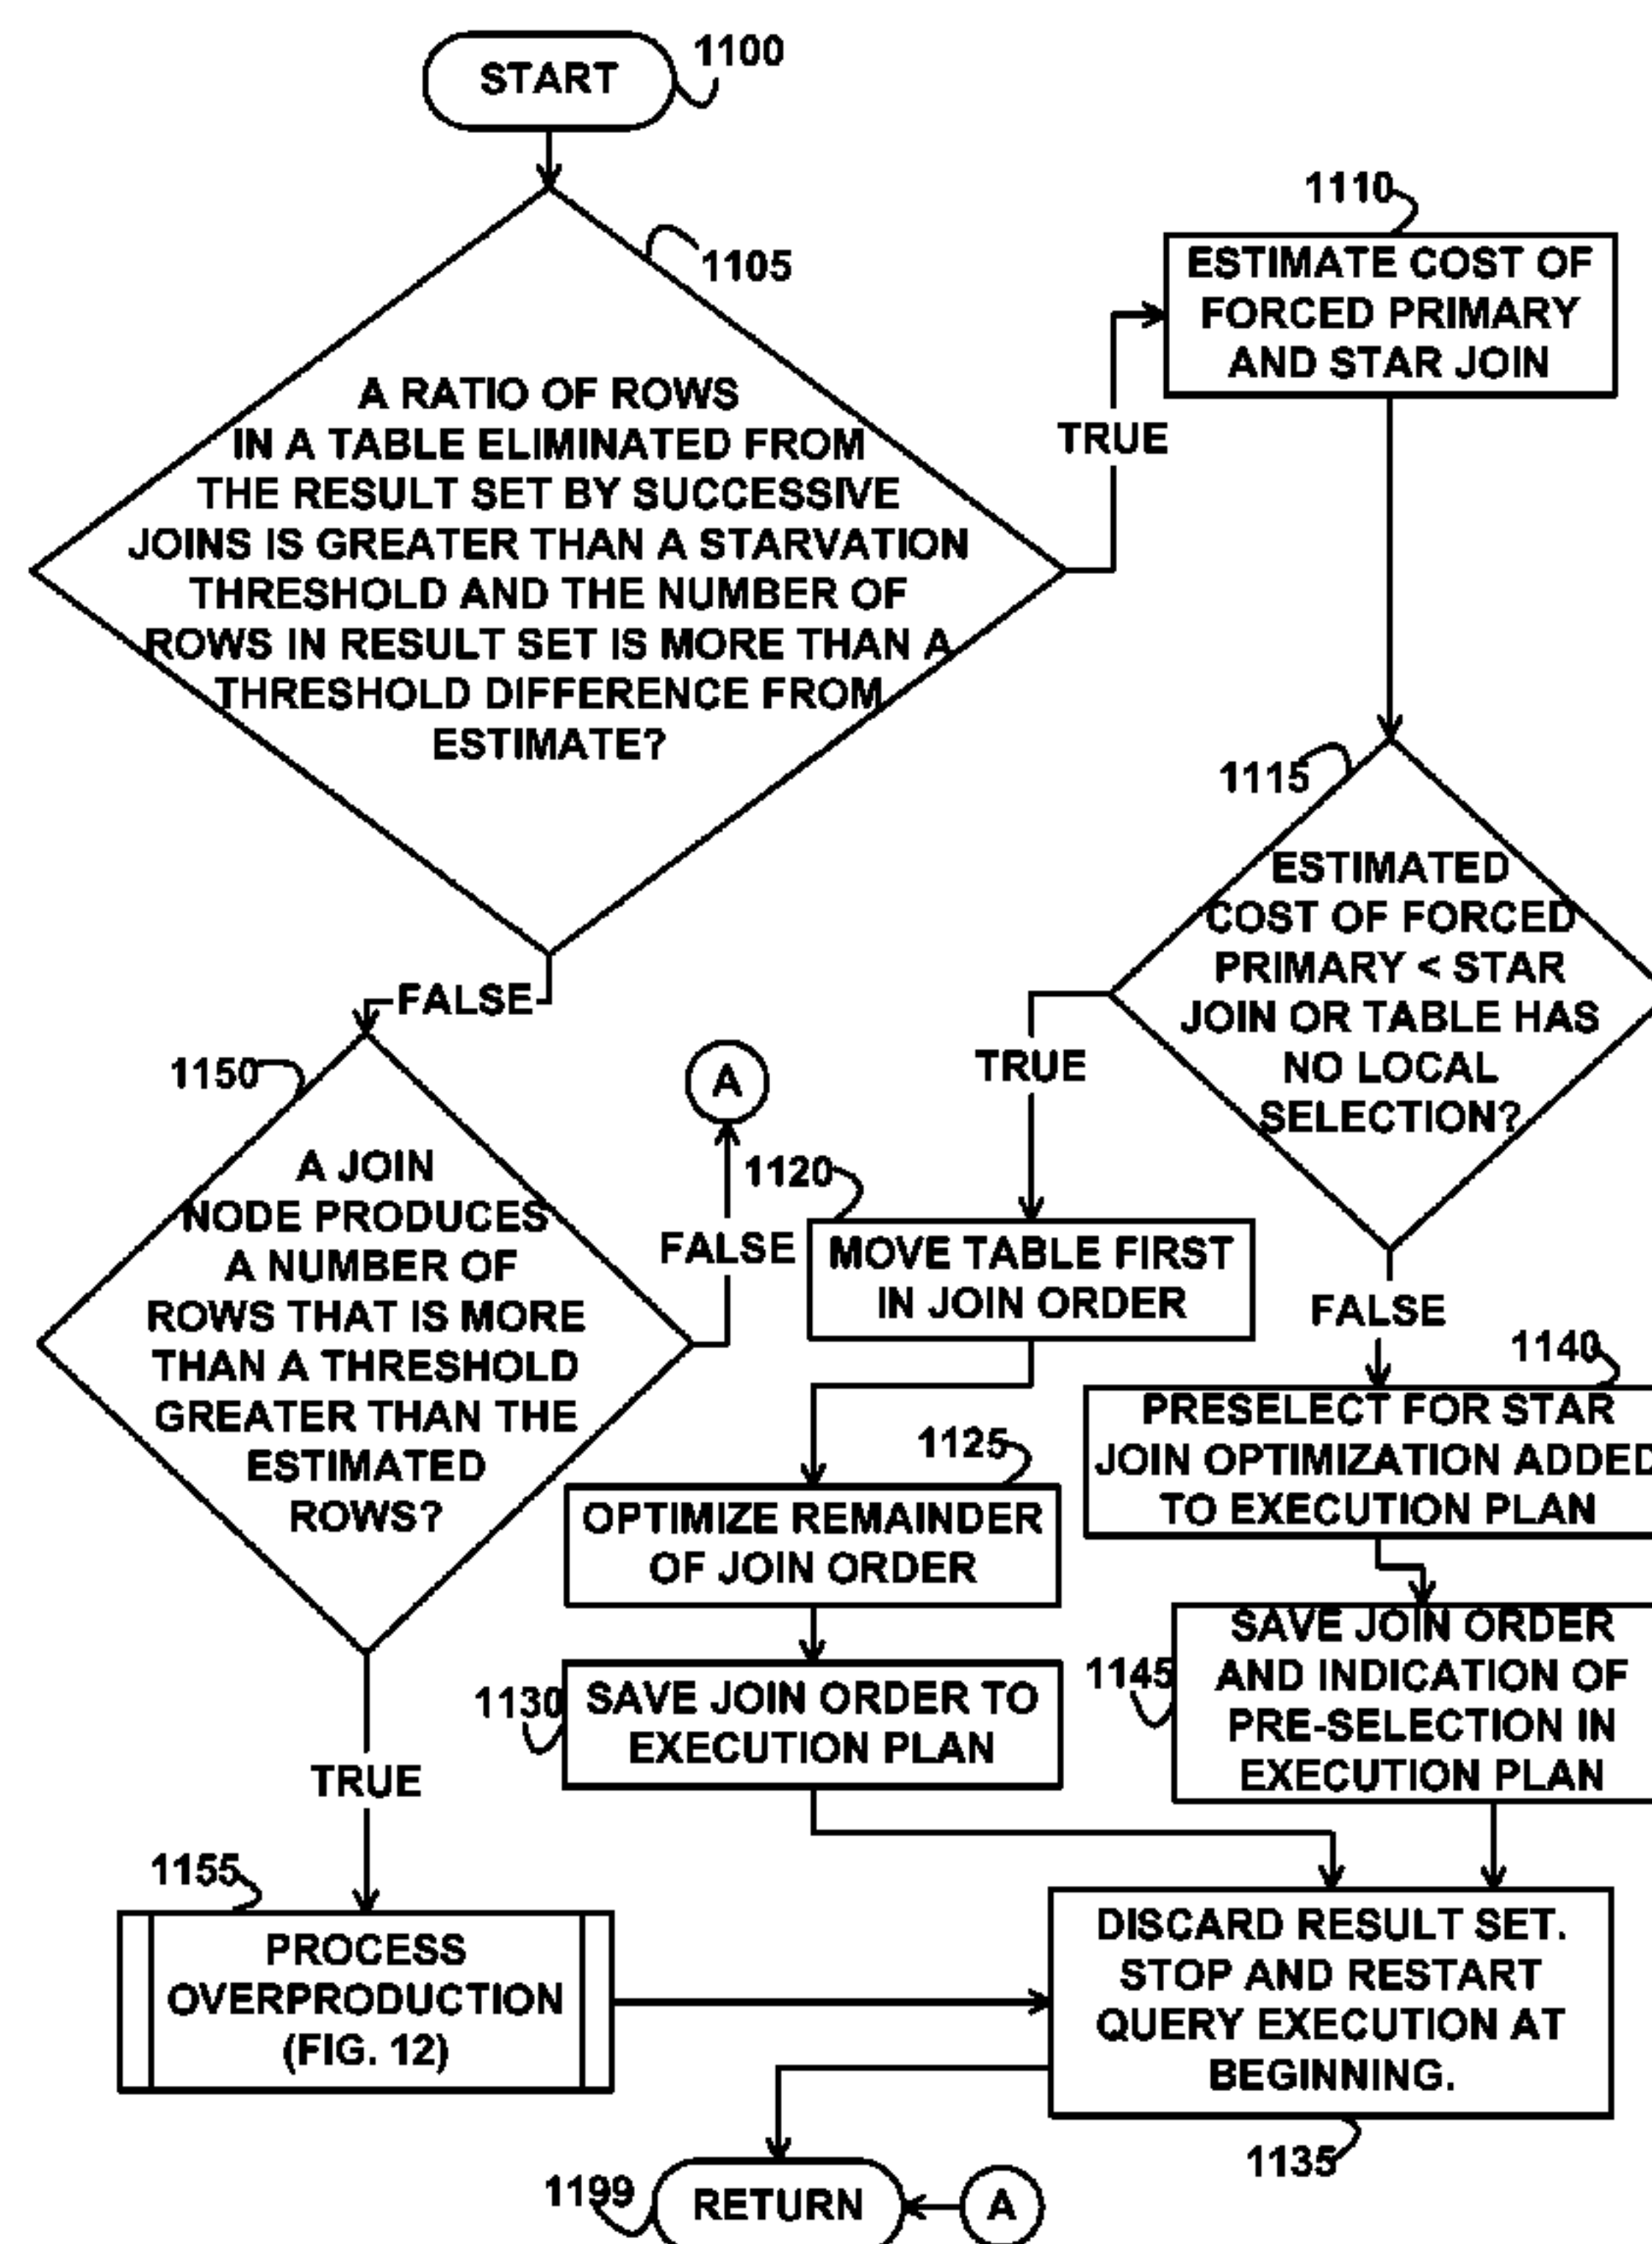 START
1100
1105
A RATIO OF ROWS
IN A TABLE ELIMINATED FROM
THE RESULT SET BY SUCCESSIVE
JOINS IS GREATER THAN A STARVATION
THRESHOLD AND THE NUMBER OF
ROWS IN RESULT SET IS MORE THAN A
THRESHOLD DIFFERENCE FROM
ESTIMATE?
TRUE
1110
ESTIMATE COST OF
FORCED PRIMARY
AND STAR JOIN
1115
ESTIMATED
COST OF FORCED
PRIMARY < STAR
JOIN OR TABLE HAS
NO LOCAL
SELECTION?
TRUE
1120
MOVE TABLE FIRST
IN JOIN ORDER
1125
OPTIMIZE REMAINDER
OF JOIN ORDER
1130
SAVE JOIN ORDER TO
EXECUTION PLAN
FALSE
1140
PRESELECT FOR STAR
JOIN OPTIMIZATION ADDED
TO EXECUTION PLAN
1145
SAVE JOIN ORDER
AND INDICATION OF
PRE-SELECTION IN
EXECUTION PLAN
FALSE
1150
A JOIN
NODE PRODUCES
A NUMBER OF
ROWS THAT IS MORE
THAN A THRESHOLD
GREATER THAN THE
ESTIMATED
ROWS?
FALSE
A
TRUE
1155
PROCESS
OVERPRODUCTION
(FIG. 12)
DISCARD RESULT SET.
STOP AND RESTART
QUERY EXECUTION AT
BEGINNING.
1135
1199
RETURN
A